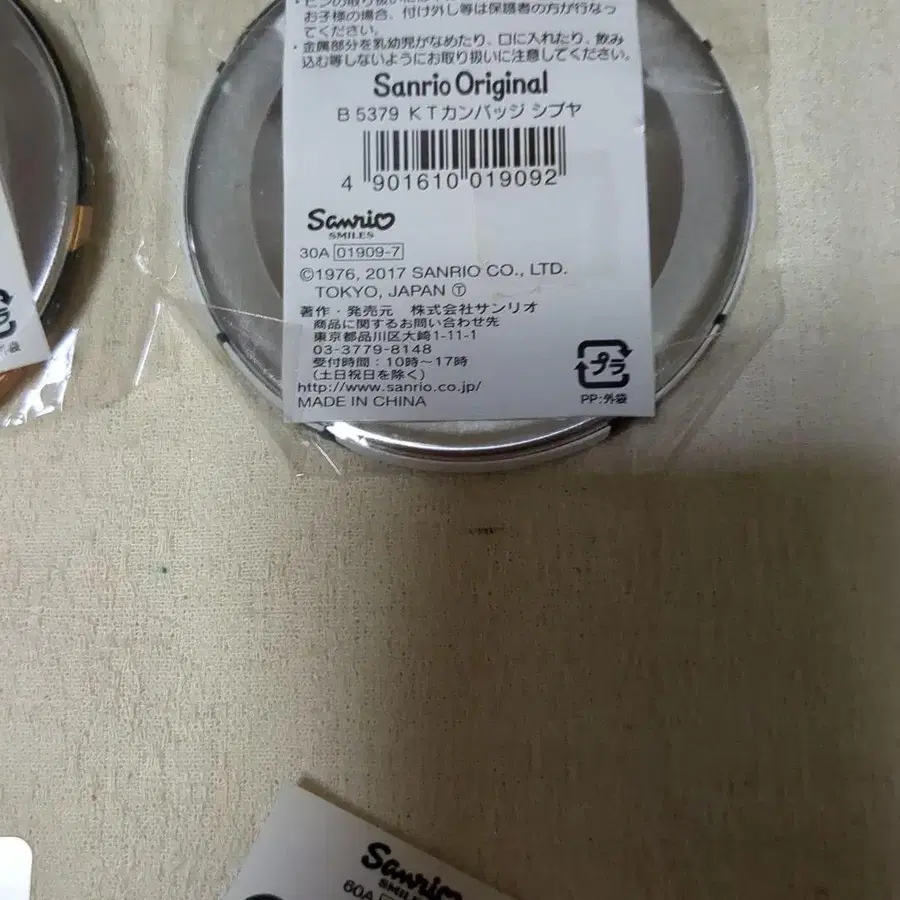 お子様の場合、付け外し等は保護者の方が行なっ
てください。
・金属部分を乳幼児がなめたり、口に入れたり、飲み
込む等しないようにお取り扱いに注意してください。
Sanrio Original
B 5379 KTカンバッジ シブヤ
4 901610 019092
Sanrio
SMILES
30A 01909-7
©1976, 2017 SANRIO CO., LTD.
TOKYO, JAPAN Ⓣ
著作・発売元 株式会社サンリオ
商品に関するお問い合わせ先
東京都品川区大崎1-11-1
03-3779-8148
受付時間:10時〜17時
(土日祝日を除く)
http://www.sanrio.co.jp/
MADE IN CHINA
プラ
PP:外袋
ラ
袋
Sanrio
SMILES
60A